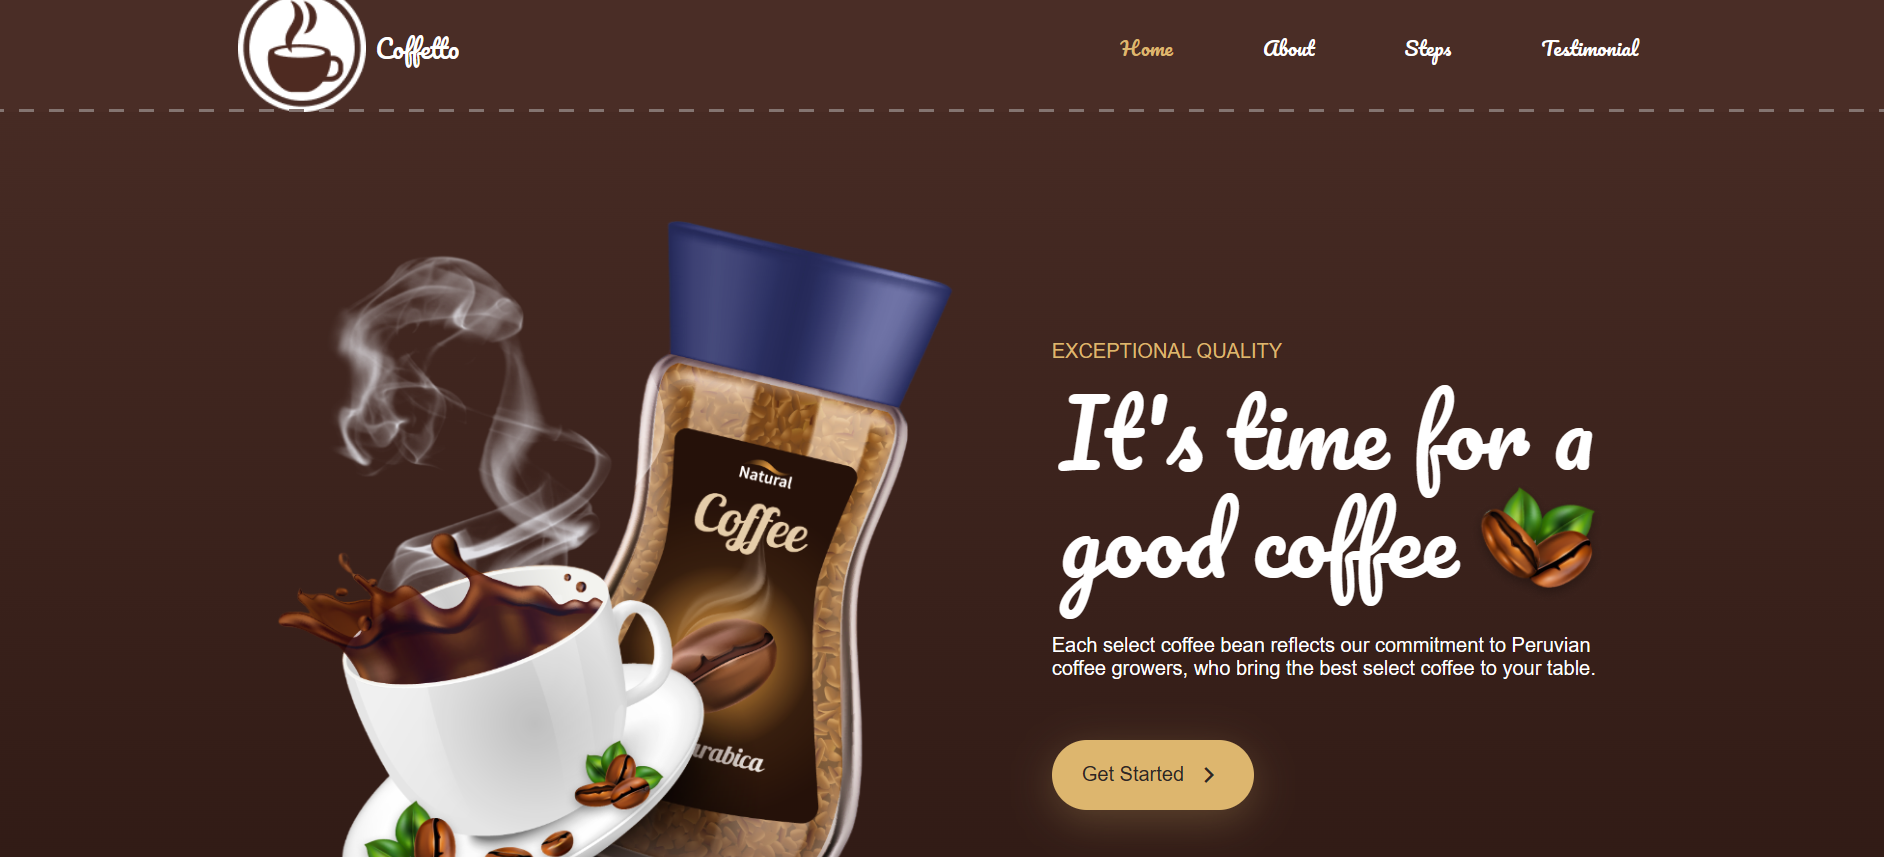 Coffetto
Home
About
Steps
Testimonial
Natural
Coffee
arabica
EXCEPTIONAL QUALITY
It's time for a
good coffee
Each select coffee bean reflects our commitment to Peruvian
coffee growers, who bring the best select coffee to your table.
Get Started